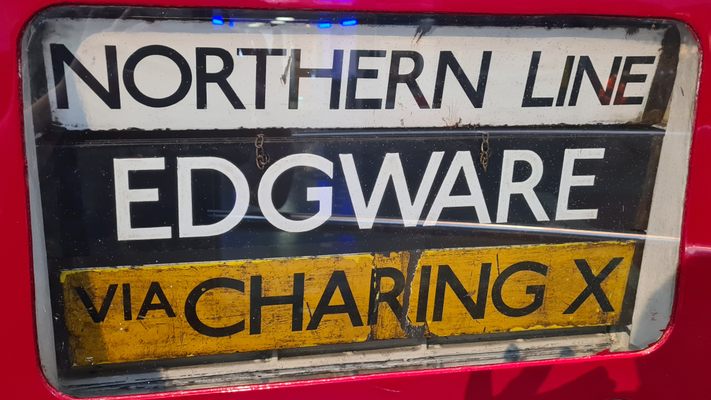 NORTHERN LINE
EDGWARE
VIA CHARING X